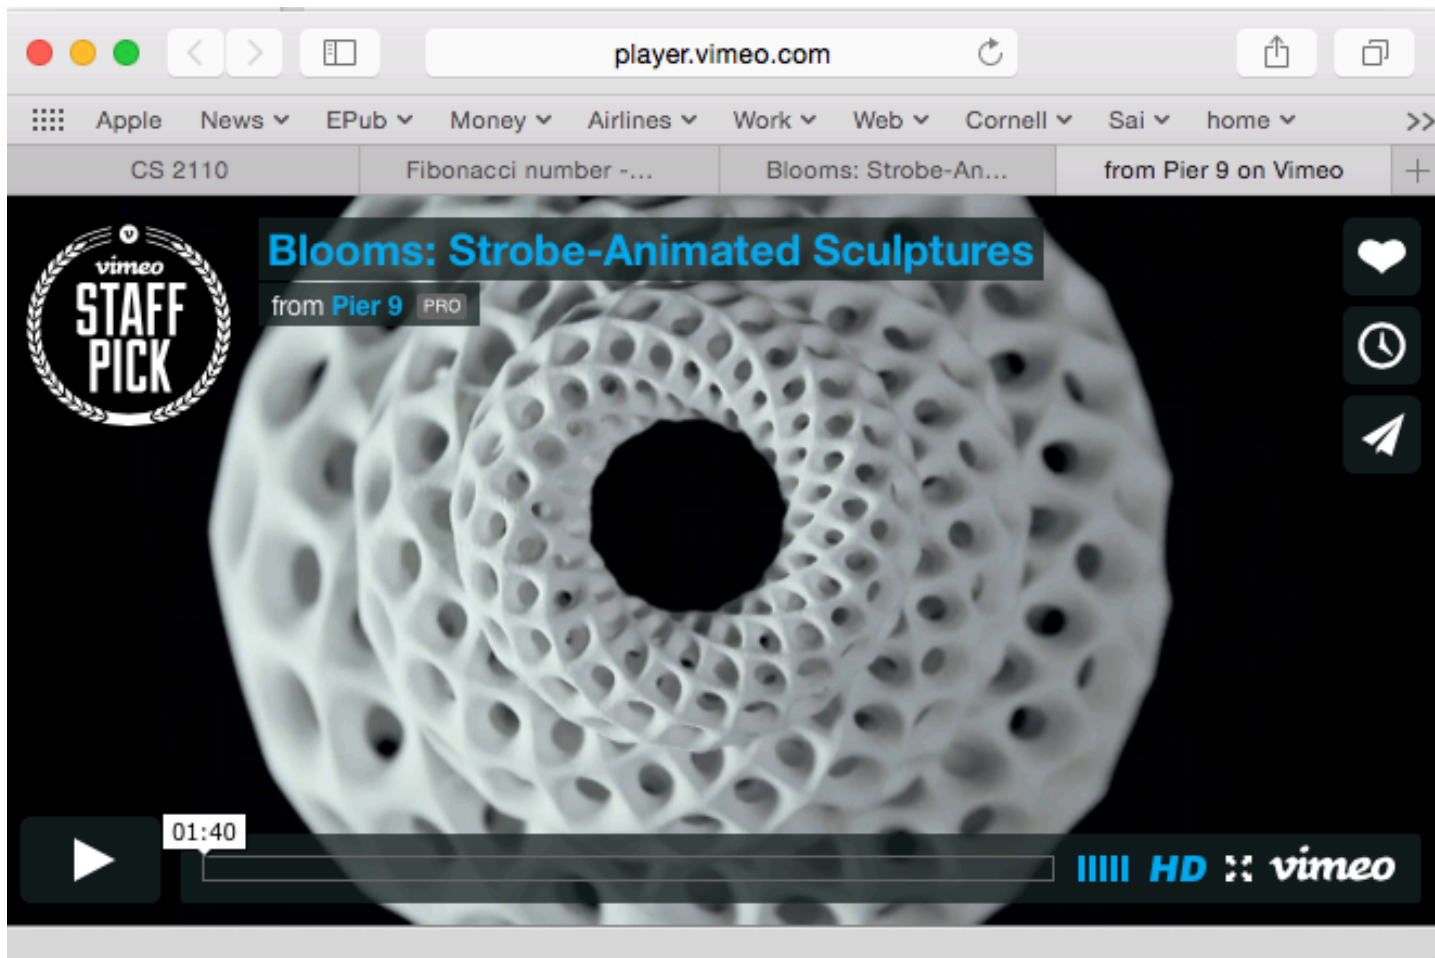 player.vimeo.com
Apple News EPub Money Airlines Work Web Cornell Sai home >>
CS 2110 Fibonacci number -... Blooms: Strobe-An... from Pier 9 on Vimeo +
v
vimeo
STAFF
PICK
Blooms: Strobe-Animated Sculptures
from Pier 9 PRO
01:40
HD vimeo